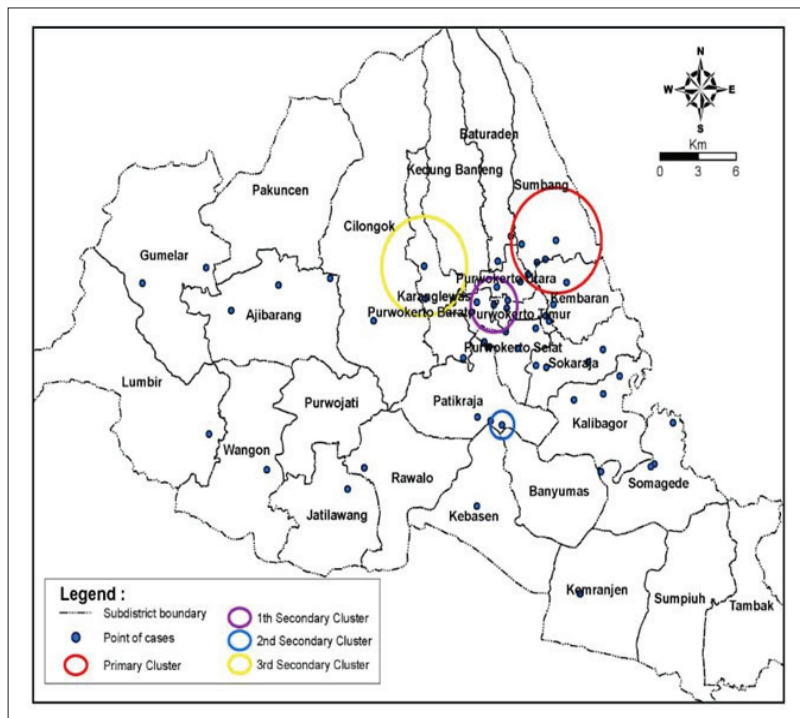 N
W E
S
Km
0 3 6
Baturaden
Kedung Banteng
Sumbang
Pakuncen
Cilongok
Gumelar
Purwokerto Utara
Karanglewas
Kembaran
Purwokerto Barat
Purwokerto Timur
Ajibarang
Purwokerto Selat
Sokaraja
Lumbir
Purwojati
Patikraja
Kalibagor
Wangon
Rawalo
Banyumas
Somagede
Jatilawang
Kebasen
Kemranjen
Sumpiuh
Tambak
Legend :
Subdistrict boundary
Point of cases
Primary Cluster
1th Secondary Cluster
2nd Secondary Cluster
3rd Secondary Cluster